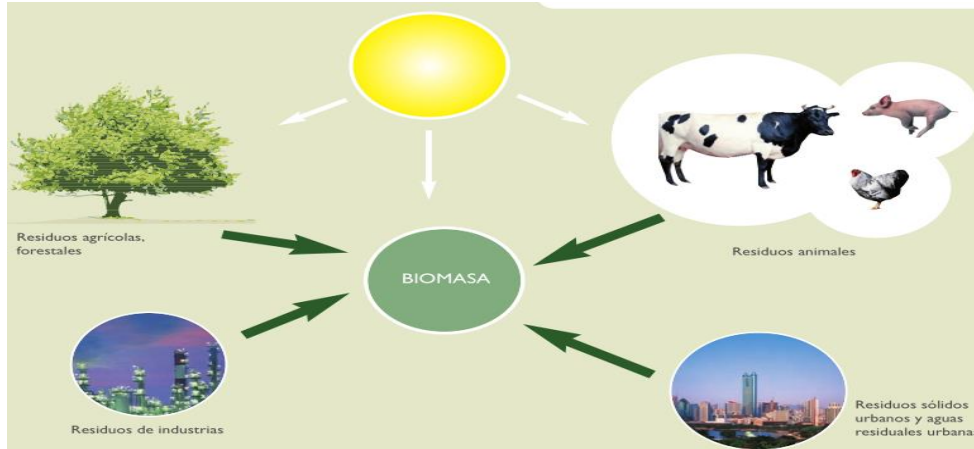 Residuos agrícolas,
forestales
Residuos animales
BIOMASA
Residuos de industrias
Residuos sólidos
urbanos y aguas
residuales urbana